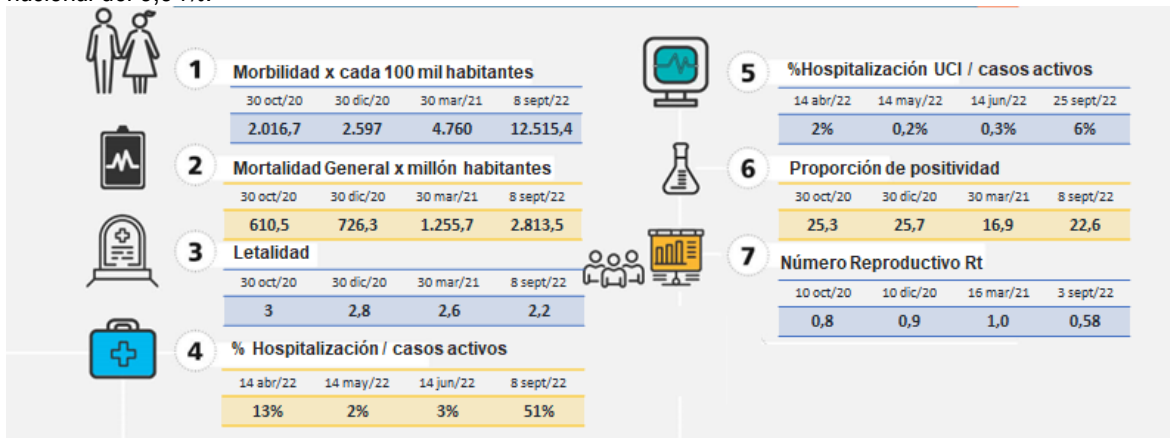 1 Morbilidad x cada 100 mil habitantes
30 oct/20 30 dic/20 30 mar/21 8 sept/22
2.016,7 2.597 4.760 12.515,4
2 Mortalidad General x millón habitantes
30 oct/20 30 dic/20 30 mar/21 8 sept/22
610,5 726,3 1.255,7 2.813,5
3 Letalidad
30 oct/20 30 dic/20 30 mar/21 8 sept/22
3 2,8 2,6 2,2
4 % Hospitalización / casos activos
14 abr/22 14 may/22 14 jun/22 8 sept/22
13% 2% 3% 51%
5 %Hospitalización UCI / casos activos
14 abr/22 14 may/22 14 jun/22 25 sept/22
2% 0,2% 0,3% 6%
6 Proporción de positividad
30 oct/20 30 dic/20 30 mar/21 8 sept/22
25,3 25,7 16,9 22,6
7 Número Reproductivo Rt
10 oct/20 10 dic/20 16 mar/21 3 sept/22
0,8 0,9 1,0 0,58